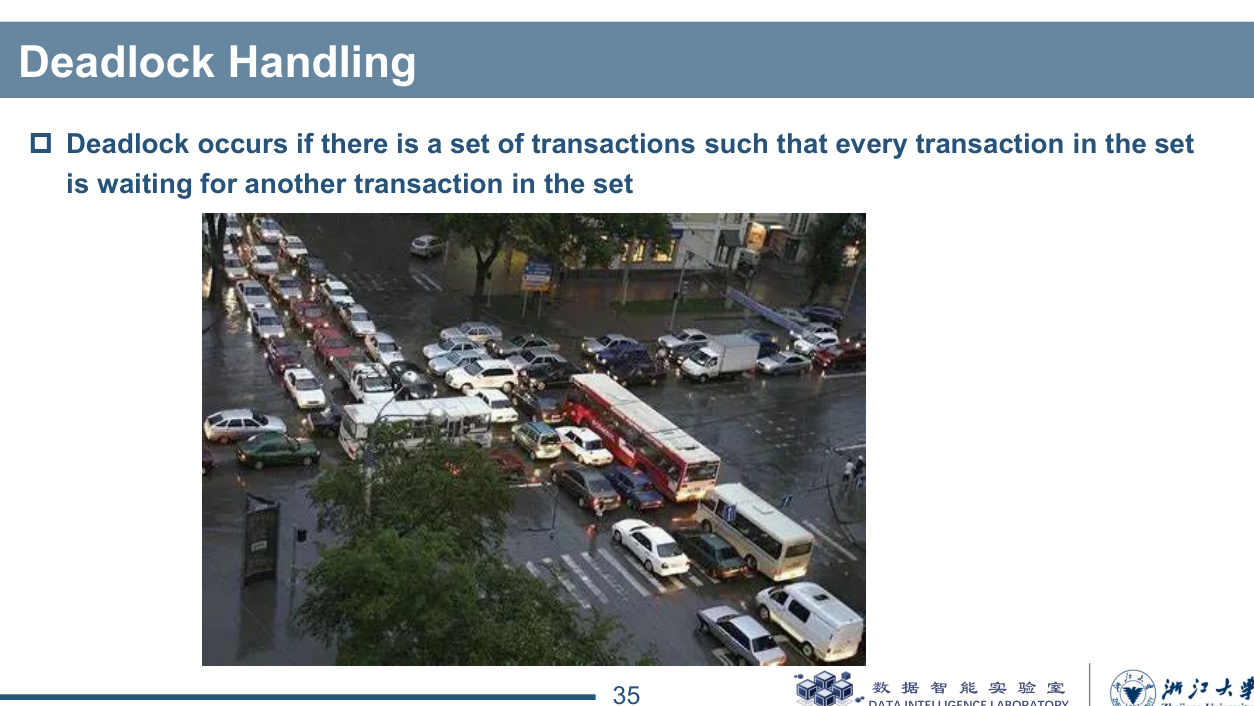 Deadlock Handling
Deadlock occurs if there is a set of transactions such that every transaction in the set
is waiting for another transaction in the set
35
数据智能实验室
DATA INTELLIGENCE LABORATORY
浙江大学
Zhejiang University